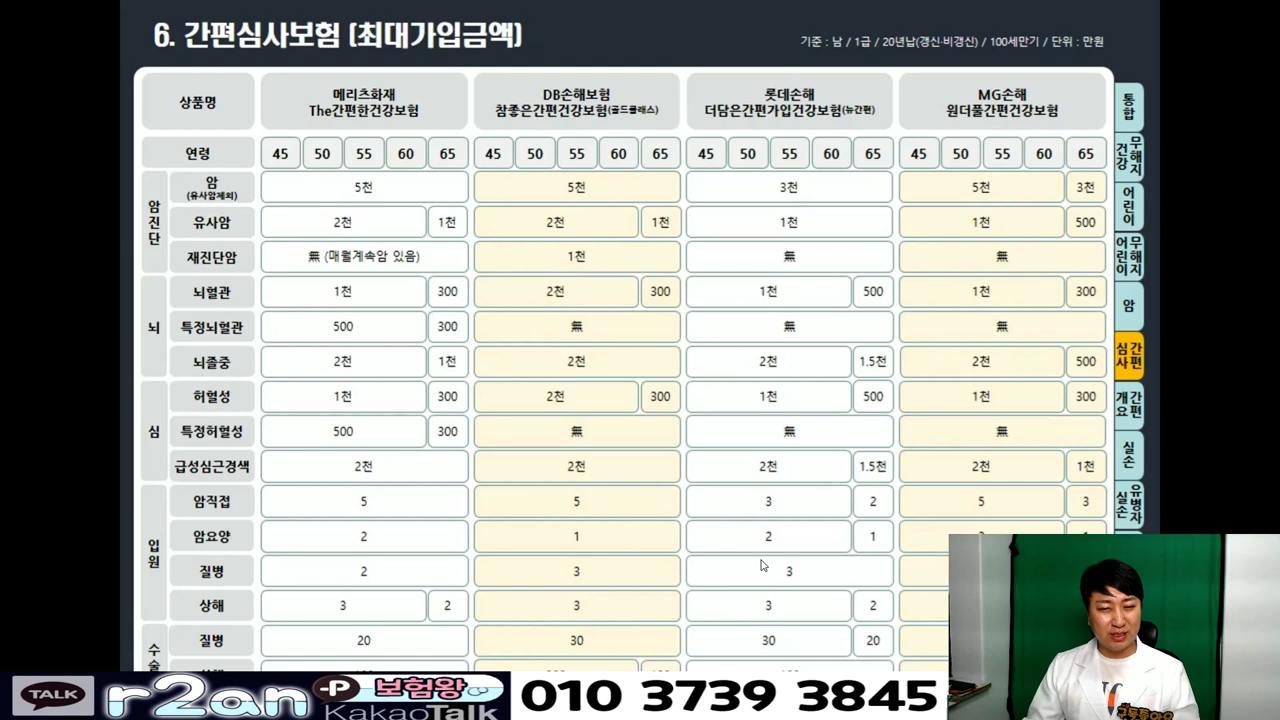 6. 간편심사보험 (최대가입금액)
기준 : 남 / 1급 / 20년납(갱신·비갱신) / 100세만기 / 단위 : 만원
상품명 메리츠화재 The간편한건강보험 DB손해보험 참좋은간편건강보험(골드클래스) 롯데손해 더담은간편가입건강보험(뉴간편) MG손해 원더풀간편건강보험
연령 45 50 55 60 65 45 50 55 60 65 45 50 55 60 65 45 50 55 60 65
암진단
암 (유사암제외) 5천 5천 3천 5천 3천
유사암 2천 1천 2천 1천 1천 1천 500
재진단암 無 (매월계속암 있음) 1천 無 無
뇌
뇌혈관 1천 300 2천 300 1천 500 1천 300
특정뇌혈관 500 300 無 無 無
뇌졸중 2천 1천 2천 2천 1.5천 2천 500
심
허혈성 1천 300 2천 300 1천 500 1천 300
특정허혈성 500 300 無 無 無
급성심근경색 2천 2천 2천 1.5천 2천 1천
입원
암직접 5 5 3 2 5 3
암요양 2 1 2 1
질병 2 3 3
상해 3 2 3 3 2
수술
질병 20 30 30 20
통합
무해지 건강
어린이
무해지 어린이
암
간편 심사
간편 개요
실손
유병자 실손
TALK r2an P 보험왕 KakaoTalk 010 3739 3845